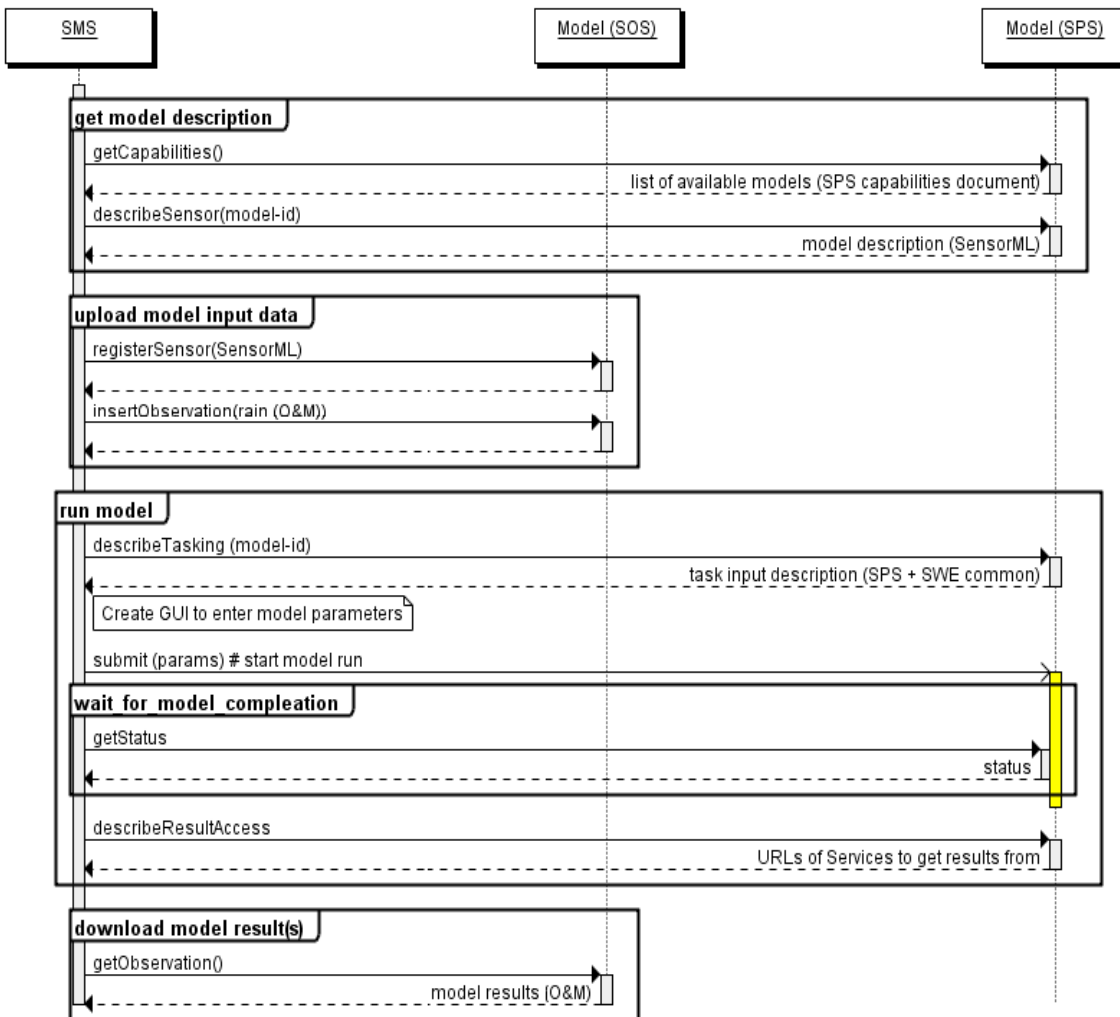 SMS
Model (SOS)
Model (SPS)
get model description
getCapabilities()
list of available models (SPS capabilities document)
describeSensor(model-id)
model description (SensorML)
upload model input data
registerSensor(SensorML)
insertObservation(rain (O&M))
run model
describeTasking (model-id)
task input description (SPS + SWE common)
Create GUI to enter model parameters
submit (params) # start model run
wait_for_model_compleation
getStatus
status
describeResultAccess
URLs of Services to get results from
download model result(s)
getObservation()
model results (O&M)